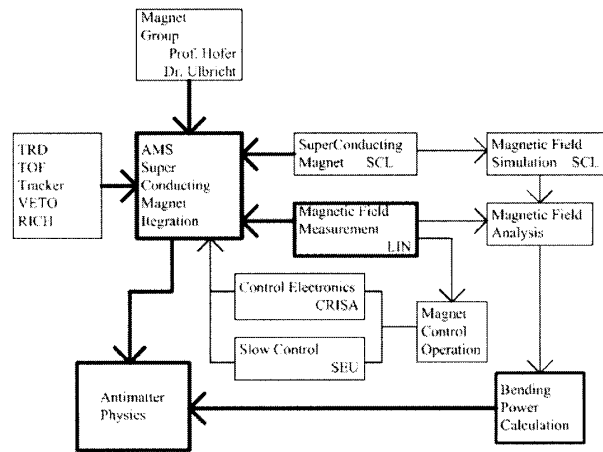 Magnet
Group
Prof. Hofer
Dr. Ulbricht
TRD
TOF
Tracker
VETO
RICH
AMS
Super
Conducting
Magnet
Itegration
SuperConducting
Magnet SCL
Magnetic Field
Simulation SCL
Magnetic Field
Measurement
LIN
Magnetic Field
Analysis
Control Electronics
CRISA
Slow Control
SEU
Magnet
Control
Operation
Antimatter
Physics
Bending
Power
Calculation